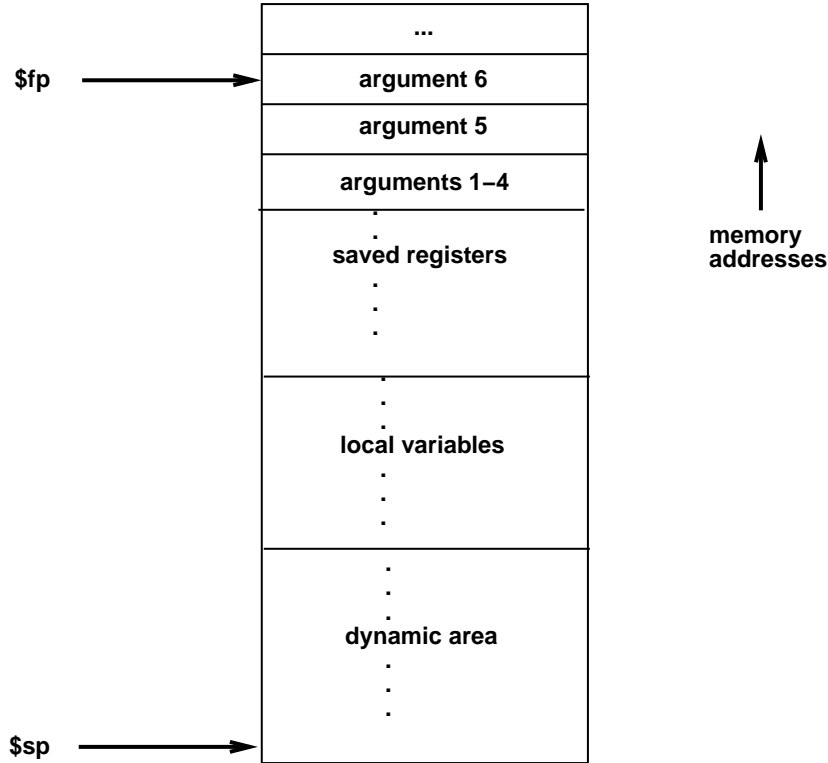 ...
$fp
argument 6
argument 5
arguments 1−4
memory
addresses
saved registers
local variables
dynamic area
$sp